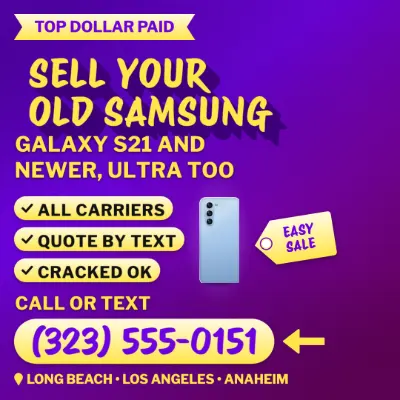 TOP DOLLAR PAID
SELL YOUR
OLD SAMSUNG
GALAXY S21 AND
NEWER, ULTRA TOO
✓ ALL CARRIERS
✓ QUOTE BY TEXT
✓ CRACKED OK
EASY
SALE
CALL OR TEXT
(323) 555-0151
LONG BEACH • LOS ANGELES • ANAHEIM